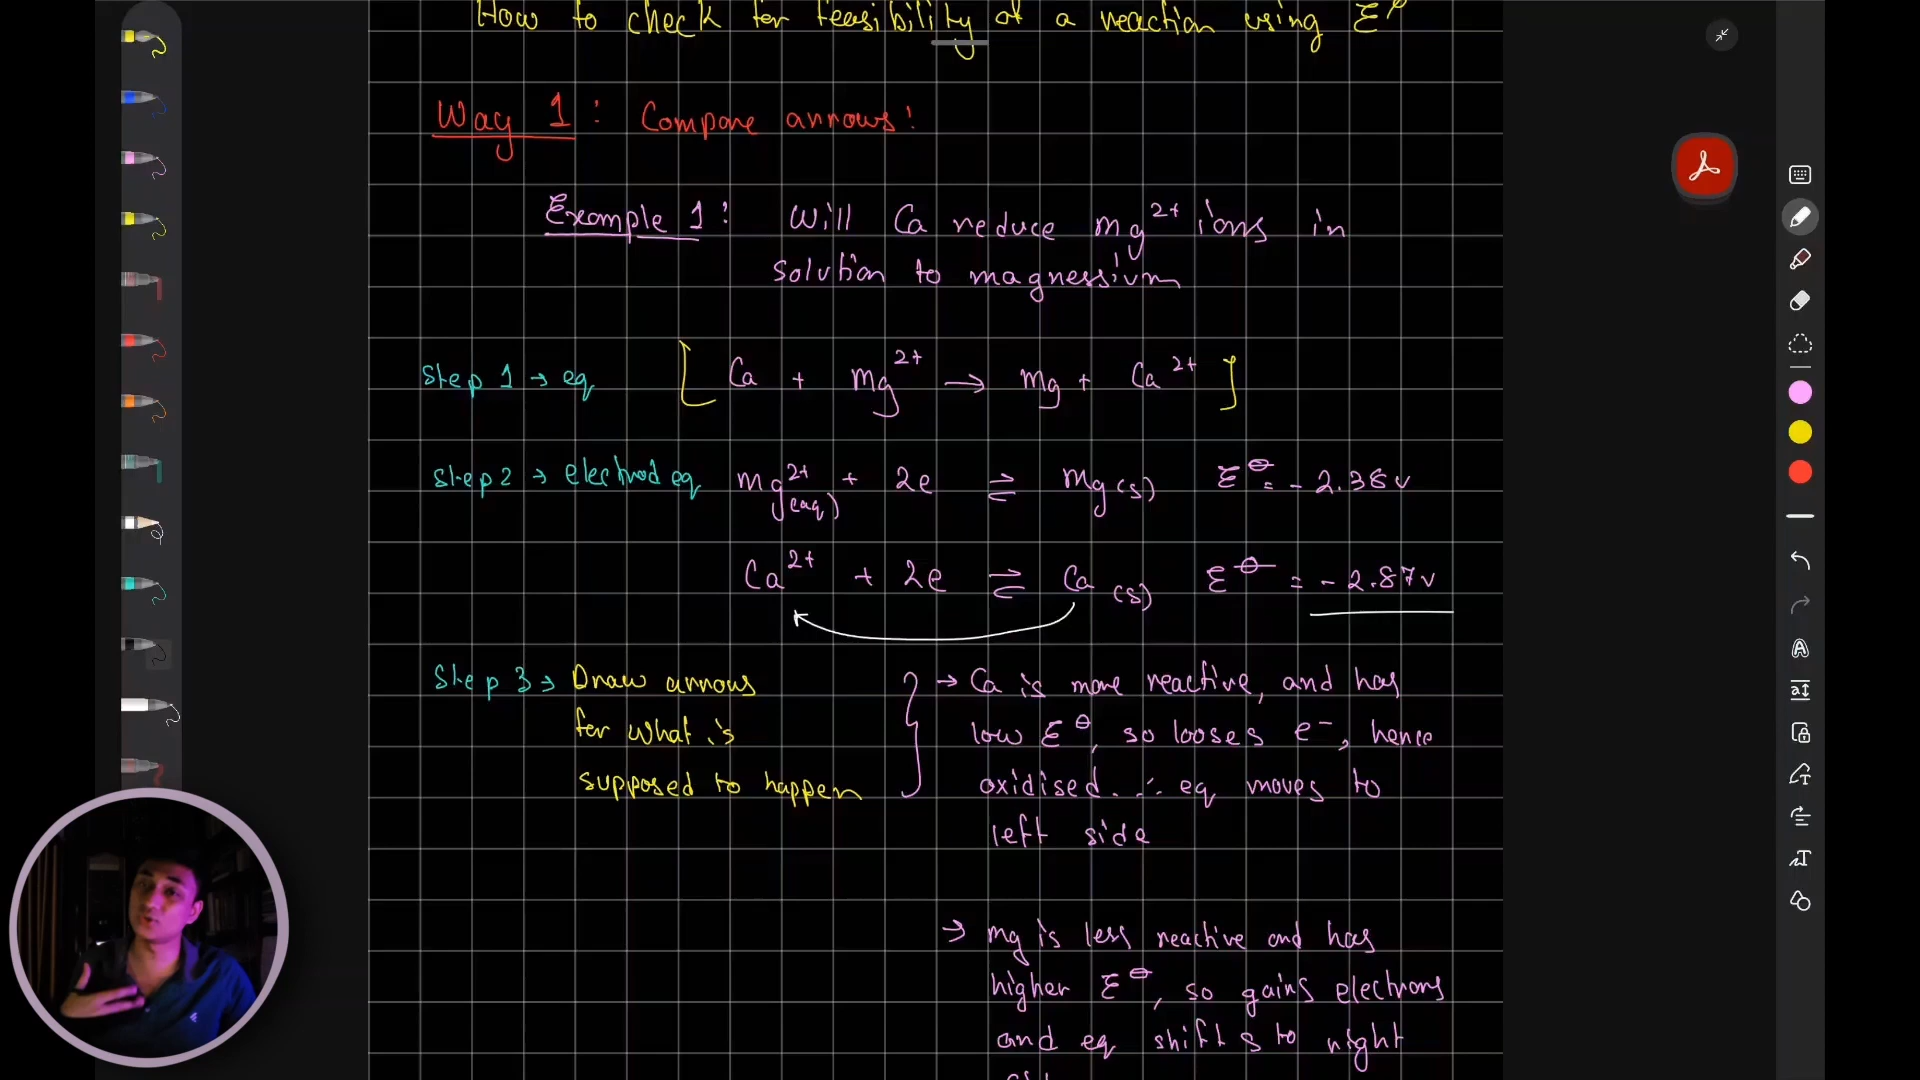 How to check for feasibility of a reaction using E⦵
Way 1 : Compare arrows!
Example 1 : Will Ca reduce Mg²⁺ ions in
solution to magnessium
Step 1 → eq [ Ca + Mg²⁺ → Mg + Ca²⁺ ]
Step 2 → electrod eq Mg²⁺(aq) + 2e ⇌ Mg(s) E⦵ = - 2.38v
Ca²⁺ + 2e ⇌ Ca (s) E⦵ = - 2.87v
Step 3 → Draw arrows
for what is
supposed to happen
→ Ca is more reactive, and has
low E⦵, so looses e⁻, hence
oxidised. ∴ eq moves to
left side
→ Mg is less reactive and has
higher E⦵, so gains electrons
and eq shifts to right